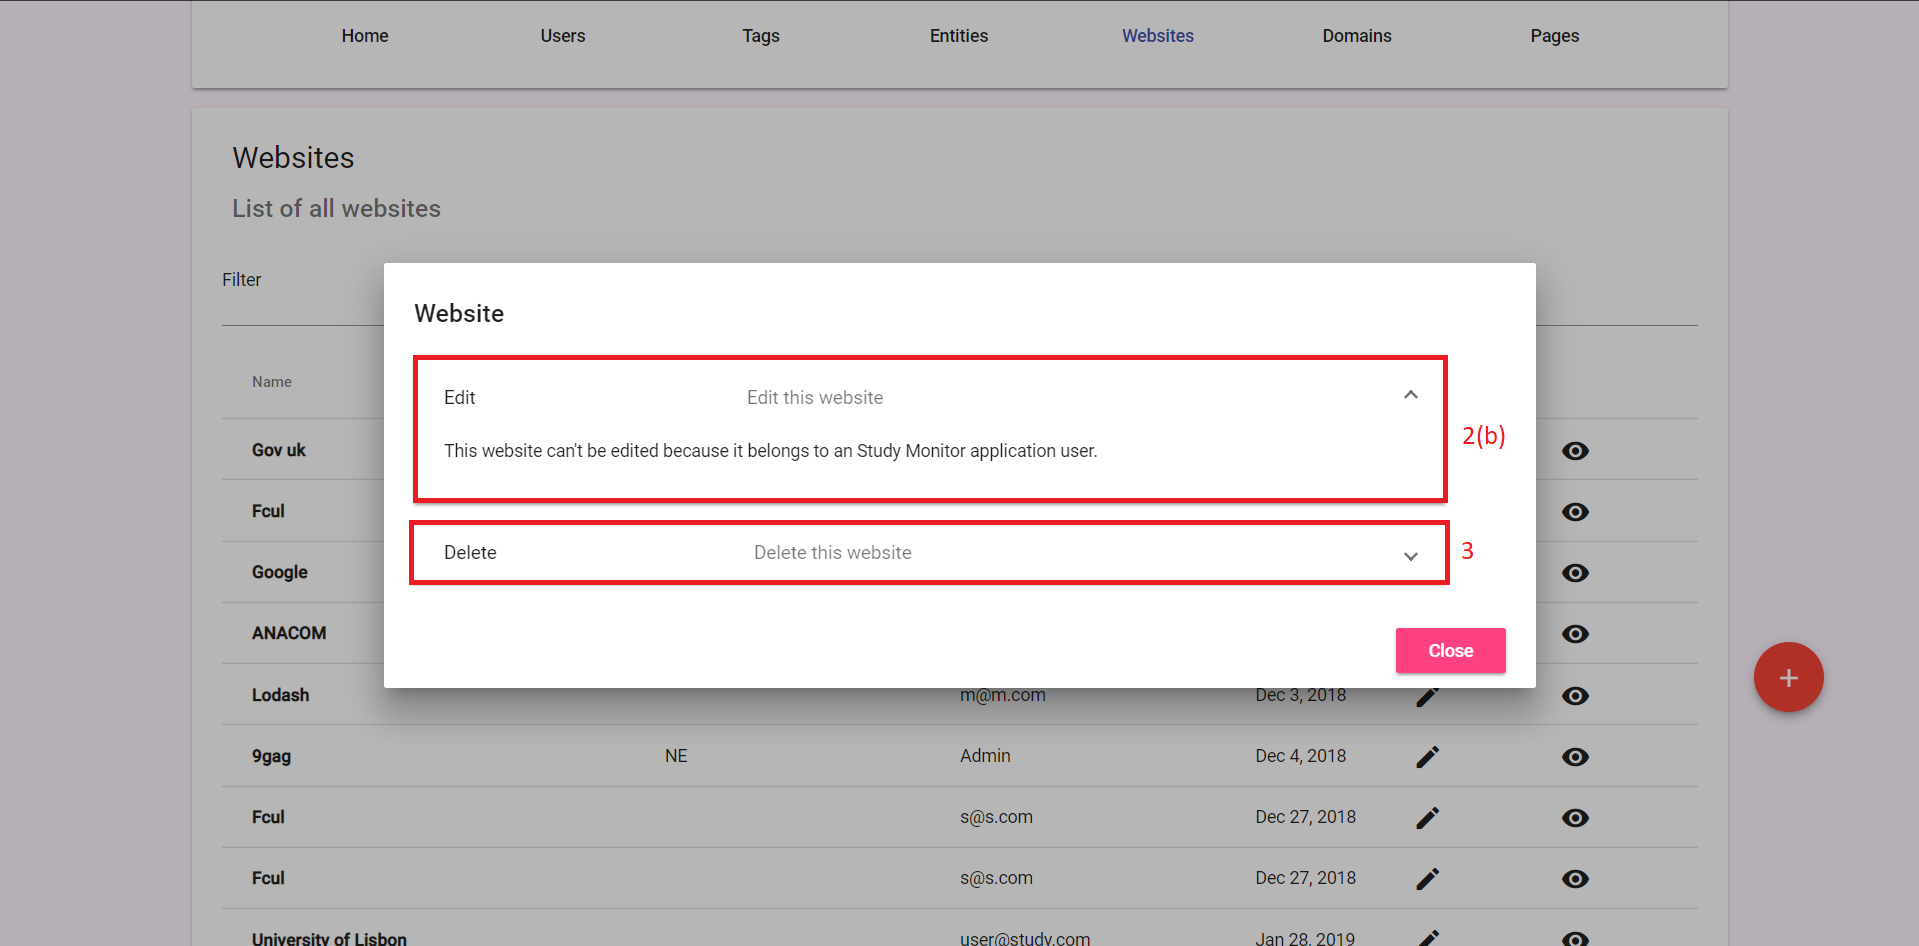 Home Users Tags Entities Websites Domains Pages
Websites
List of all websites
Filter
Website
Name
Edit Edit this website
This website can't be edited because it belongs to an Study Monitor application user.
2(b)
Gov uk
Fcul
Delete Delete this website
3
Google
ANACOM
Close
+
Lodash m@m.com Dec 3, 2018
9gag NE Admin Dec 4, 2018
Fcul s@s.com Dec 27, 2018
Fcul s@s.com Dec 27, 2018
University of Lisbon user@study.com Jan 28, 2019